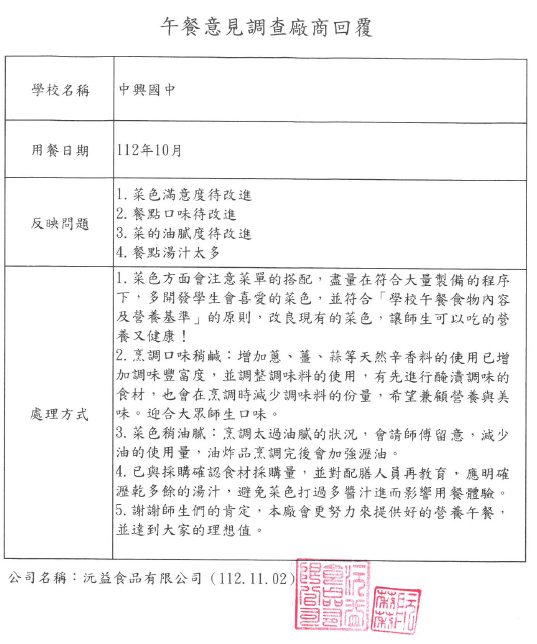 午餐意見調查廠商回覆
學校名稱
中興國中
用餐日期
112年10月
反映問題
1.菜色滿意度待改進
2.餐點口味待改進
3.菜的油膩度待改進
4.餐點湯汁太多
處理方式
1.菜色方面會注意菜單的搭配，盡量在符合大量製備的程序
下，多開發學生會喜愛的菜色，並符合「學校午餐食物內容
及營養基準」的原則，改良現有的菜色，讓師生可以吃的營
養又健康！
2.烹調口味稍鹹：增加蔥、薑、蒜等天然辛香料的使用已增
加調味豐富度，並調整調味料的使用，有先進行醃漬調味的
食材，也會在烹調時減少調味料的份量，希望兼顧營養與美
味。迎合大眾師生口味。
3.菜色稍油膩：烹調太過油膩的狀況，會請師傅留意，減少
油的使用量，油炸品烹調完後會加強瀝油。
4.已與採購確認食材採購量，並對配膳人員再教育，應明確
瀝乾多餘的湯汁，避免菜色打過多醬汁進而影響用餐體驗。
5.謝謝師生們的肯定，本廠會更努力來提供好的營養午餐，
並達到大家的理想值。
公司名稱：沅益食品有限公司（112.11.02）